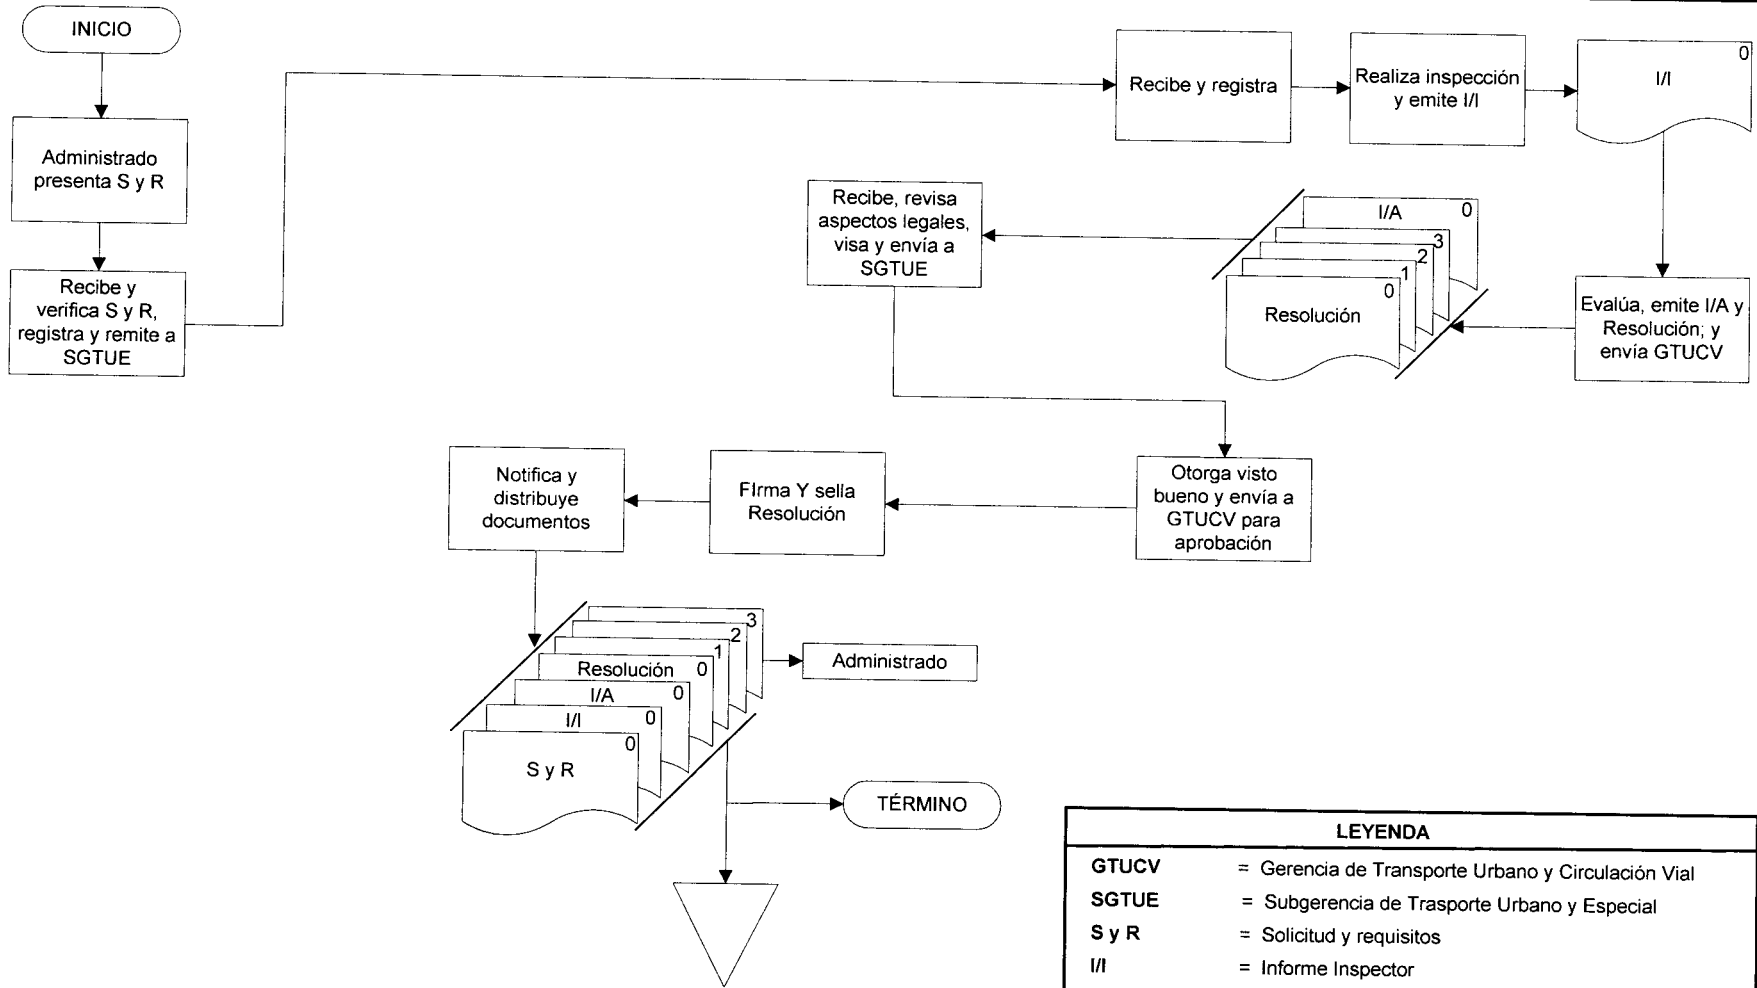 INICIO
Administrado
presenta S y R
Recibe y
verifica S y R,
registra y remite a
SGTUE
Recibe y registra
Realiza inspección
y emite I/I
0
I/I
Evalúa, emite I/A y
Resolución; y
envía GTUCV
I/A 0
3
2
1
0
Resolución
Recibe, revisa
aspectos legales,
visa y envía a
SGTUE
Otorga visto
bueno y envía a
GTUCV para
aprobación
FIrma Y sella
Resolución
Notifica y
distribuye
documentos
3
2
1
Resolución 0
I/A 0
I/I 0
0
S y R
Administrado
TÉRMINO
LEYENDA
GTUCV = Gerencia de Transporte Urbano y Circulación Vial
SGTUE = Subgerencia de Trasporte Urbano y Especial
S y R = Solicitud y requisitos
I/I = Informe Inspector